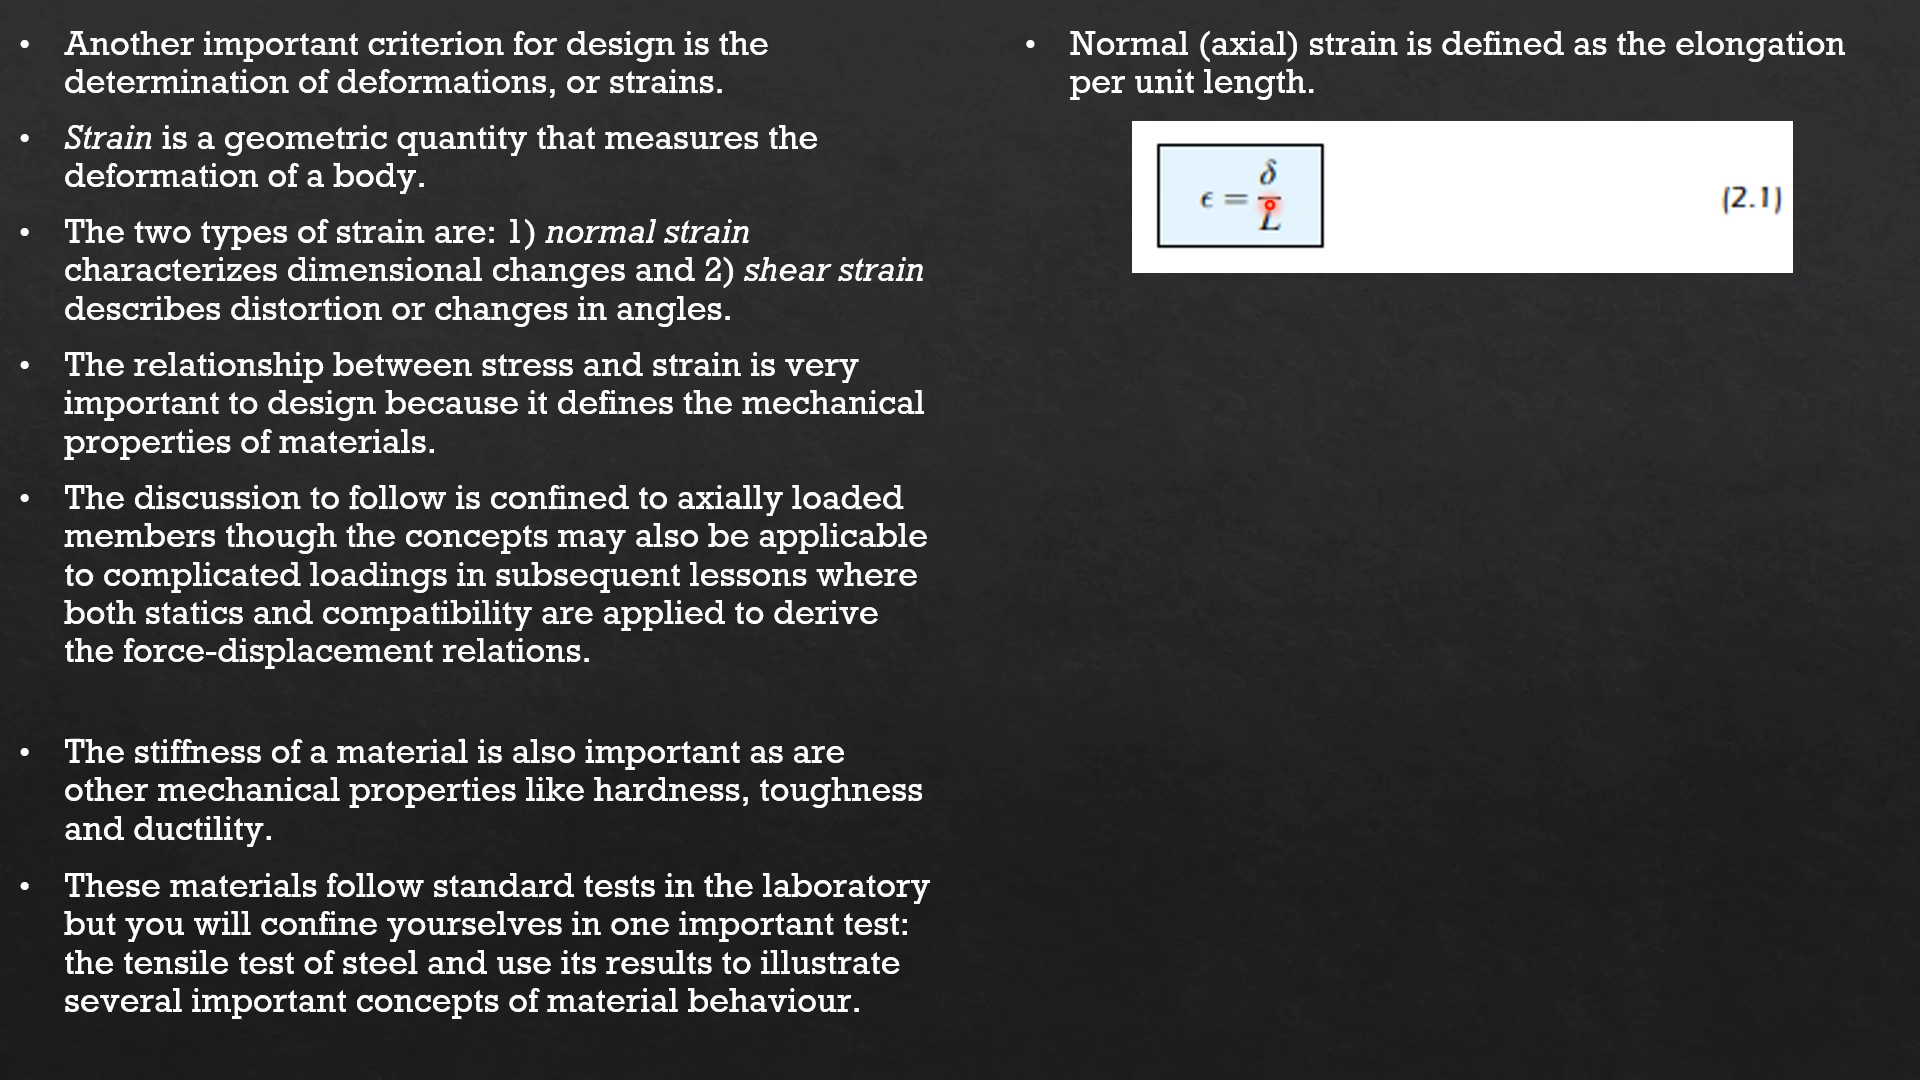 • Another important criterion for design is the
determination of deformations, or strains.
• Strain is a geometric quantity that measures the
deformation of a body.
• The two types of strain are: 1) normal strain
characterizes dimensional changes and 2) shear strain
describes distortion or changes in angles.
• The relationship between stress and strain is very
important to design because it defines the mechanical
properties of materials.
• The discussion to follow is confined to axially loaded
members though the concepts may also be applicable
to complicated loadings in subsequent lessons where
both statics and compatibility are applied to derive
the force-displacement relations.
• The stiffness of a material is also important as are
other mechanical properties like hardness, toughness
and ductility.
• These materials follow standard tests in the laboratory
but you will confine yourselves in one important test:
the tensile test of steel and use its results to illustrate
several important concepts of material behaviour.
• Normal (axial) strain is defined as the elongation
per unit length.
ϵ = δ/L (2.1)